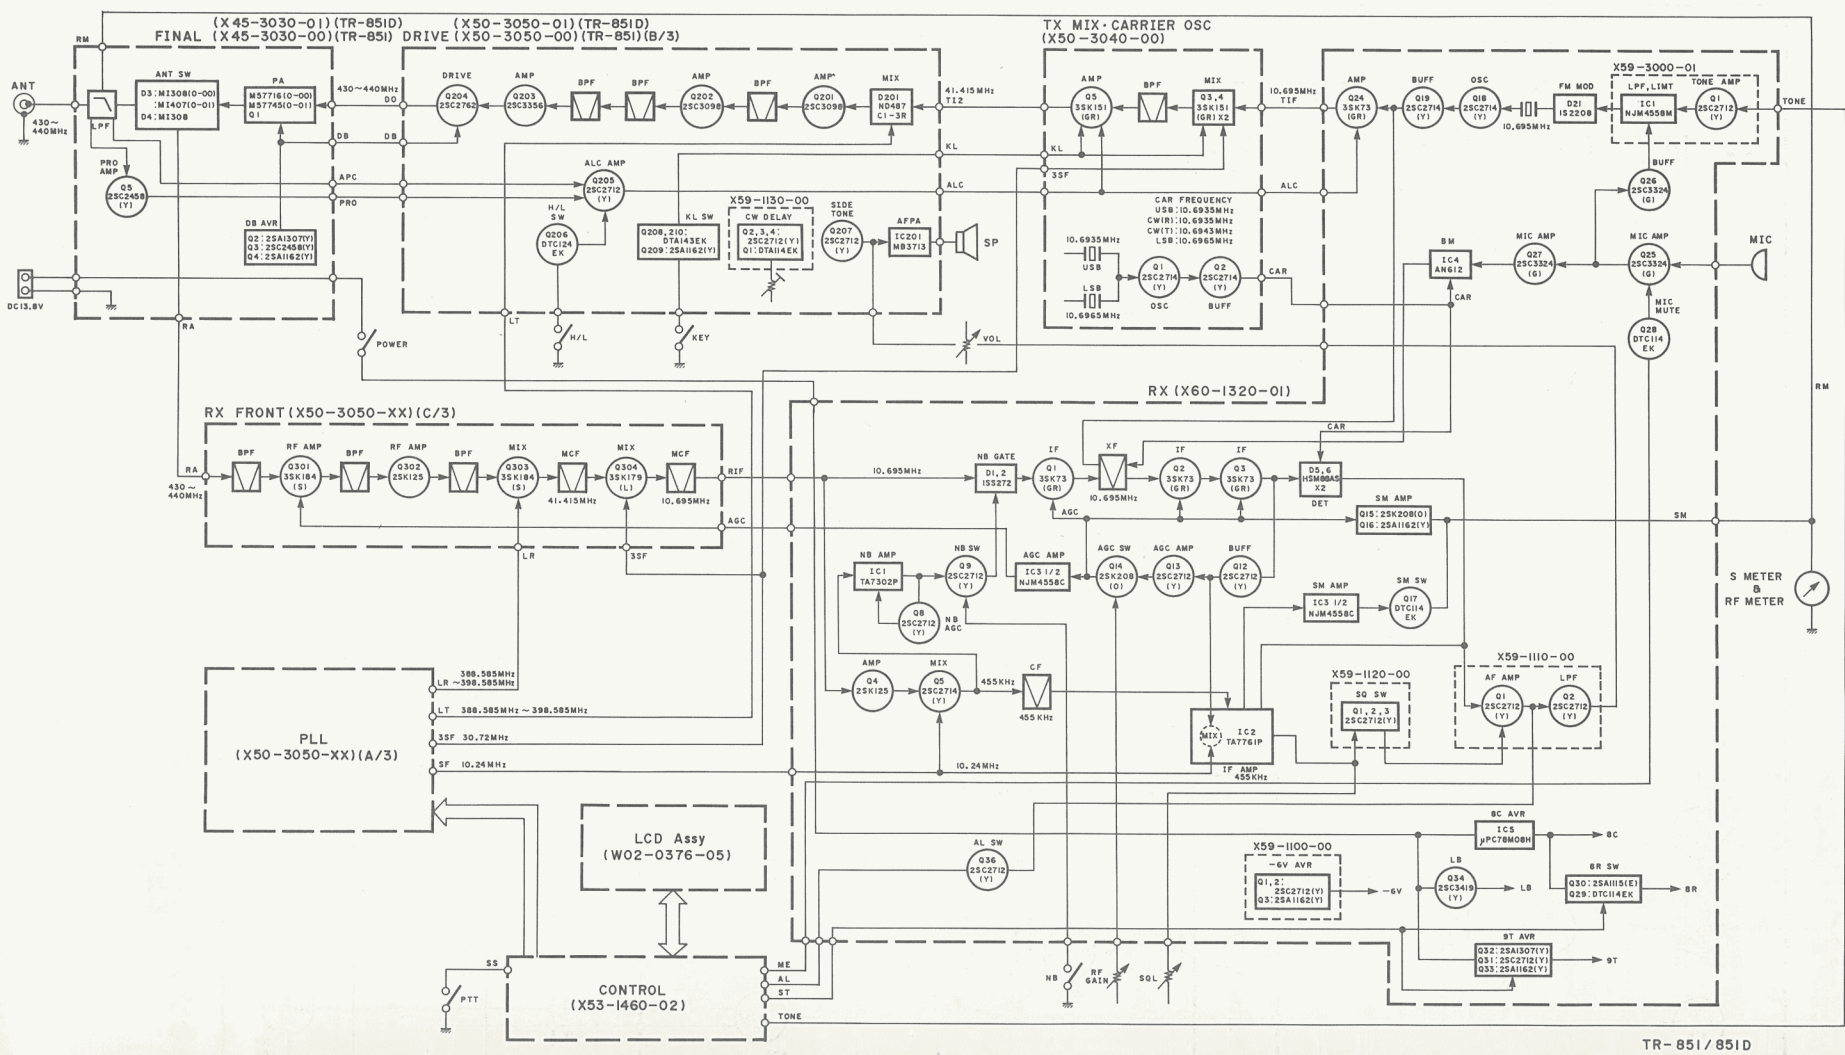 (X45-3030-01)(TR-851D)
FINAL (X45-3030-00)(TR-851)
(X50-3050-01)(TR-851D)
DRIVE (X50-3050-00)(TR-851)(B/3)
TX MIX·CARRIER OSC
(X50-3040-00)
RM
ANT
430~
440MHz
LPF
ANT SW
D3:MI308(0-00)
:MI407(0-01)
D4:MI308
PA
M57716(0-00)
M57745(0-01)
Q1
430~440MHz
DO
DB
DB
PRO
AMP
Q5
2SC2458
(Y)
APC
PRO
DB AVR
Q2:2SA1307(Y)
Q3:2SC2458(Y)
Q4:2SA1162(Y)
DC13.8V
RA
POWER
DRIVE
Q204
2SC2762
AMP
Q203
2SC3356
BPF
BPF
AMP
Q202
2SC3098
BPF
AMP
Q201
2SC3098
MIX
D201
ND487
C1-3R
41.415MHz
TI2
ALC AMP
Q205
2SC2712
(Y)
H/L
SW
Q206
DTC124
EK
KL SW
Q208,210:
DTA143EK
Q209:2SA1162(Y)
X59-1130-00
CW DELAY
Q2,3,4:
2SC2712(Y)
Q1:DTA114EK
SIDE
TONE
Q207
2SC2712
(Y)
AFPA
IC201
MB3713
SP
KL
ALC
LT
H/L
KEY
VOL
AMP
Q5
3SK151
(GR)
BPF
MIX
Q3,4
3SK151
(GR)X2
10.695MHz
TIF
KL
3SF
ALC
CAR FREQUENCY
USB:10.6935MHz
CW(R):10.6935MHz
CW(T):10.6943MHz
LSB:10.6965MHz
10.6935MHz
USB
LSB
10.6965MHz
Q1
2SC2714
(Y)
OSC
Q2
2SC2714
(Y)
BUFF
CAR
AMP
Q24
3SK73
(GR)
BUFF
Q19
2SC2714
(Y)
OSC
Q18
2SC2714
(Y)
10.695MHz
FM MOD
D21
1S2208
X59-3000-01
LPF,LIMT
IC1
NJM4558M
TONE AMP
Q1
2SC2712
(Y)
TONE
BUFF
Q26
2SC3324
(G)
BM
IC4
AN612
MIC AMP
Q27
2SC3324
(G)
MIC AMP
Q25
2SC3324
(G)
MIC
CAR
MIC
MUTE
Q28
DTC114
EK
RM
RX (X60-1320-01)
RX FRONT(X50-3050-XX)(C/3)
RA
430~
440MHz
BPF
RF AMP
Q301
3SK184
(S)
BPF
RF AMP
Q302
2SK125
BPF
MIX
Q303
3SK184
(S)
MCF
41.415MHz
MIX
Q304
3SK179
(L)
MCF
10.695MHz
RIF
AGC
LR
3SF
10.695MHz
NB GATE
D1,2
1SS272
IF
Q1
3SK73
(GR)
XF
10.695MHz
IF
Q2
3SK73
(GR)
IF
Q3
3SK73
(GR)
CAR
D5,6
HSM88AS
X2
DET
AGC
SM AMP
Q15:2SK208(O)
Q16:2SA1162(Y)
SM
NB AMP
IC1
TA7302P
NB SW
Q9
2SC2712
(Y)
Q8
2SC2712
(Y)
NB
AGC
AGC AMP
IC3 1/2
NJM4558C
AGC SW
Q14
2SK208
(O)
AGC AMP
Q13
2SC2712
(Y)
BUFF
Q12
2SC2712
(Y)
SM AMP
IC3 1/2
NJM4558C
SM SW
Q17
DTC114
EK
S METER
&
RF METER
AMP
Q4
2SK125
MIX
Q5
2SC2714
(Y)
455KHz
CF
455KHz
MIX
IC2
TA7761P
IF AMP
455KHz
X59-1120-00
SQ SW
Q1,2,3
2SC2712(Y)
X59-1110-00
AF AMP
Q1
2SC2712
(Y)
LPF
Q2
2SC2712
(Y)
PLL
(X50-3050-XX)(A/3)
388.585MHz
LR ~398.585MHz
LT 388.585MHz~398.585MHz
3SF 30.72MHz
SF 10.24MHz
10.24MHz
LCD Assy
(W02-0376-05)
AL SW
Q36
2SC2712
(Y)
X59-1100-00
-6V AVR
Q1,2:
2SC2712(Y)
Q3:2SA1162(Y)
-6V
8C AVR
IC5
μPC78M08H
8C
LB
Q34
2SC3419
(Y)
LB
8R SW
Q30:2SA1115(E)
Q29:DTC114EK
8R
9T AVR
Q32:2SA1307(Y)
Q31:2SC2712(Y)
Q33:2SA1162(Y)
9T
SS
PTT
CONTROL
(X53-1460-02)
ME
AL
ST
TONE
NB
RF
GAIN
SQL
TR-851/851D